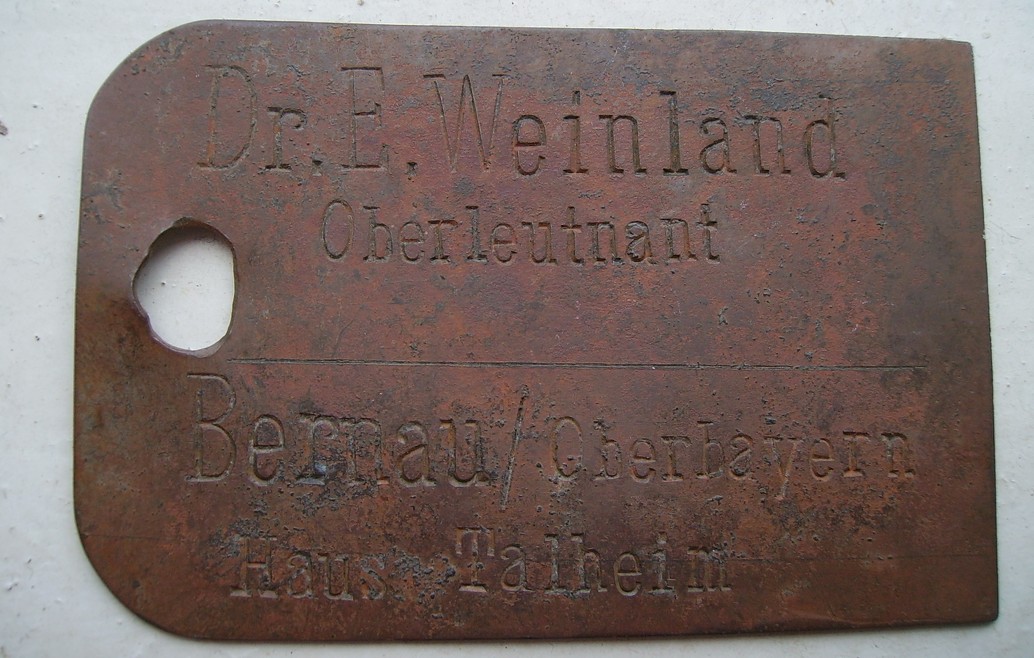 Dr. E. Weinland
Oberleutnant
Bernau/Oberbayern
Haus Talheim